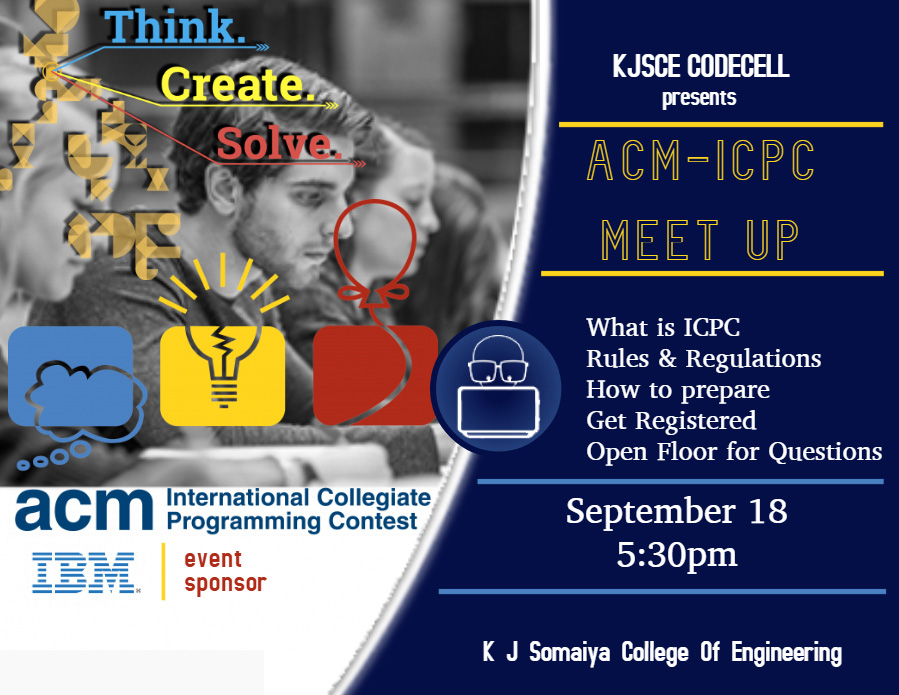 Think.
Create.
Solve.
acm International Collegiate
Programming Contest
IBM
event
sponsor
KJSCE CODECELL
presents
ACM-ICPC
MEET UP
What is ICPC
Rules & Regulations
How to prepare
Get Registered
Open Floor for Questions
September 18
5:30pm
K J Somaiya College Of Engineering